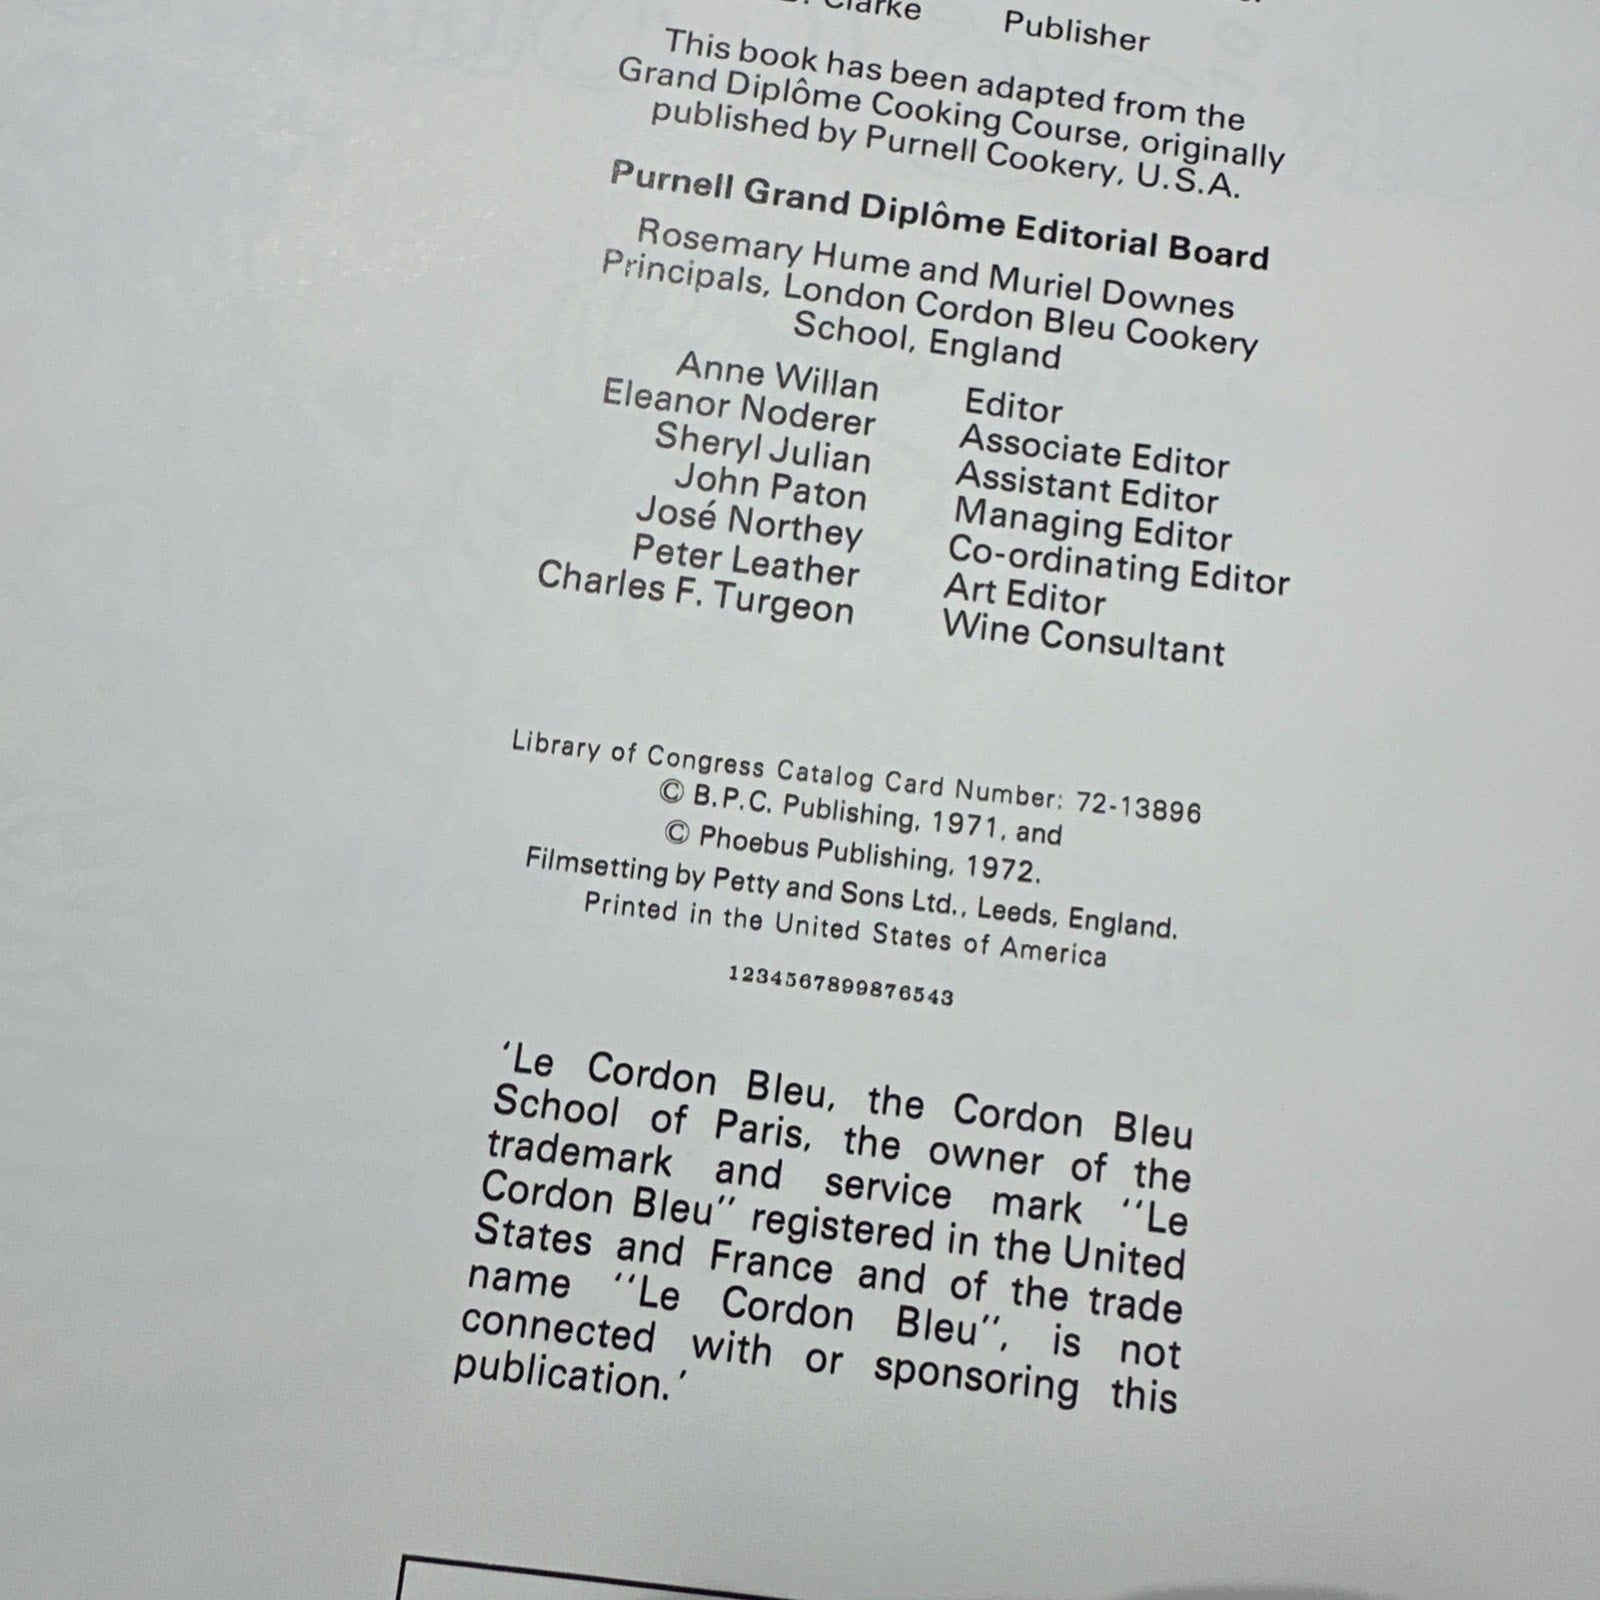 Clarke Publisher
This book has been adapted from the
Grand Diplôme Cooking Course, originally
published by Purnell Cookery, U.S.A.
Purnell Grand Diplôme Editorial Board
Rosemary Hume and Muriel Downes
Principals, London Cordon Bleu Cookery
School, England
Anne Willan Editor
Eleanor Noderer Associate Editor
Sheryl Julian Assistant Editor
John Paton Managing Editor
José Northey Co-ordinating Editor
Peter Leather Art Editor
Charles F. Turgeon Wine Consultant
Library of Congress Catalog Card Number: 72-13896
© B.P.C. Publishing, 1971, and
© Phoebus Publishing, 1972.
Filmsetting by Petty and Sons Ltd., Leeds, England.
Printed in the United States of America
1234567899876543
'Le Cordon Bleu, the Cordon Bleu
School of Paris, the owner of the
trademark and service mark ''Le
Cordon Bleu'' registered in the United
States and France and of the trade
name ''Le Cordon Bleu'', is not
connected with or sponsoring this
publication.'